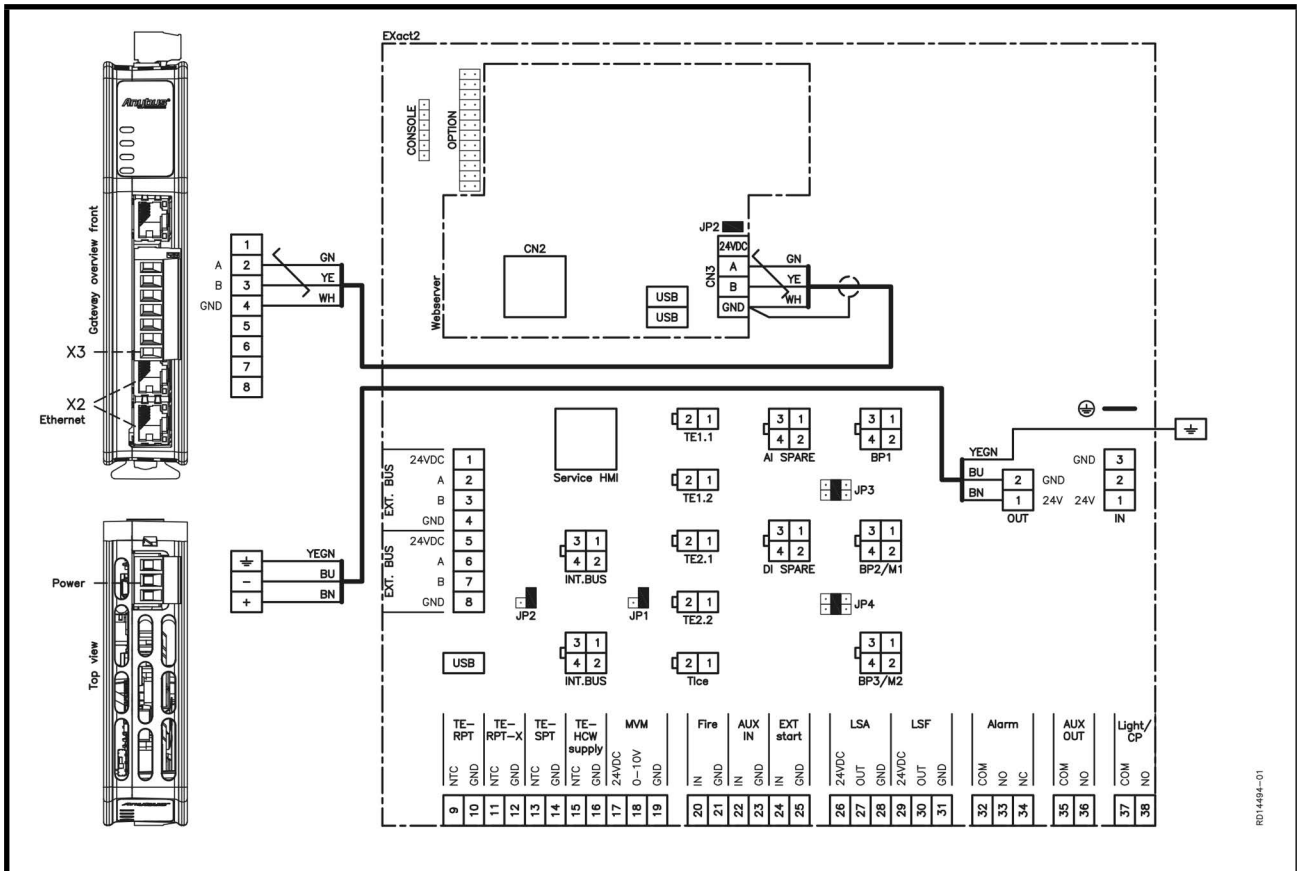 EXact2
Anybus
Gateway overview front
X3
X2
Ethernet
1
A 2 GN
B 3 YE
GND 4 WH
5
6
7
8
CONSOLE
OPTION
Webserver
CN2
USB
USB
JP2
CN3
24VDC
A GN
B YE
GND WH
Top view
Power
YEGN
- BU
+ BN
EXT. BUS
24VDC 1
A 2
B 3
GND 4
EXT. BUS
24VDC 5
A 6
B 7
GND 8
USB
Service HMI
3 1
4 2
INT.BUS
JP2
JP1
3 1
4 2
INT.BUS
2 1
TE1.1
2 1
TE1.2
2 1
TE2.1
2 1
TE2.2
2 1
TIce
3 1
4 2
AI SPARE
3 1
4 2
DI SPARE
3 1
4 2
BP1
JP3
3 1
4 2
BP2/M1
JP4
3 1
4 2
BP3/M2
YEGN
BU 2 GND
BN 1 24V
OUT
GND 3
2
24V 1
IN
TE-RPT
NTC 9
GND 10
TE-RPT-X
NTC 11
GND 12
TE-SPT
NTC 13
GND 14
TE-HCW supply
NTC 15
GND 16
MVM
24VDC 17
0-10V 18
GND 19
Fire
IN 20
GND 21
AUX IN
IN 22
GND 23
EXT start
IN 24
GND 25
LSA
24VDC 26
OUT 27
GND 28
LSF
24VDC 29
OUT 30
GND 31
Alarm
COM 32
NO 33
NC 34
AUX OUT
COM 35
NO 36
Light/CP
COM 37
NO 38
RD14494-01